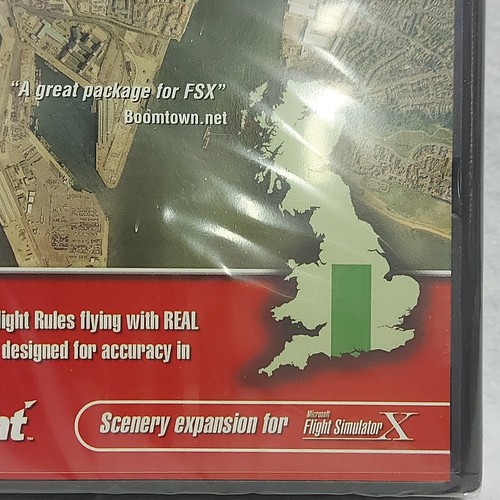 “A great package for FSX”
Boomtown.net
Rules flying with REAL
designed for accuracy in
Scenery expansion for
Microsoft
Flight Simulator X
™